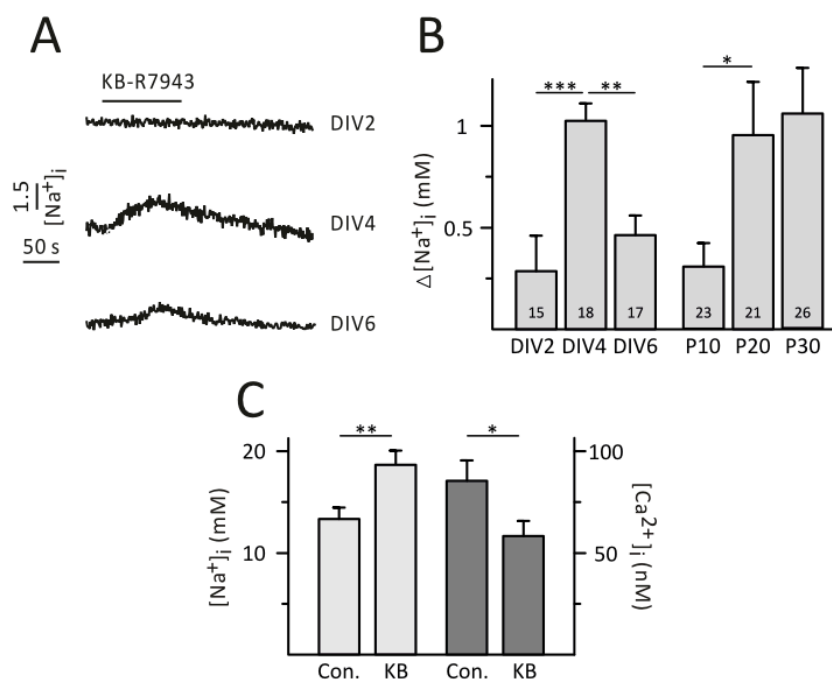 A
KB-R7943
DIV2
1.5
[Na⁺]ᵢ
DIV4
50 s
DIV6
B
*** ** *
△[Na⁺]ᵢ (mM)
1
0.5
15 18 17 23 21 26
DIV2 DIV4 DIV6 P10 P20 P30
C
** *
[Na⁺]ᵢ (mM)
20
10
100
50
[Ca²⁺]ᵢ (nM)
Con. KB Con. KB